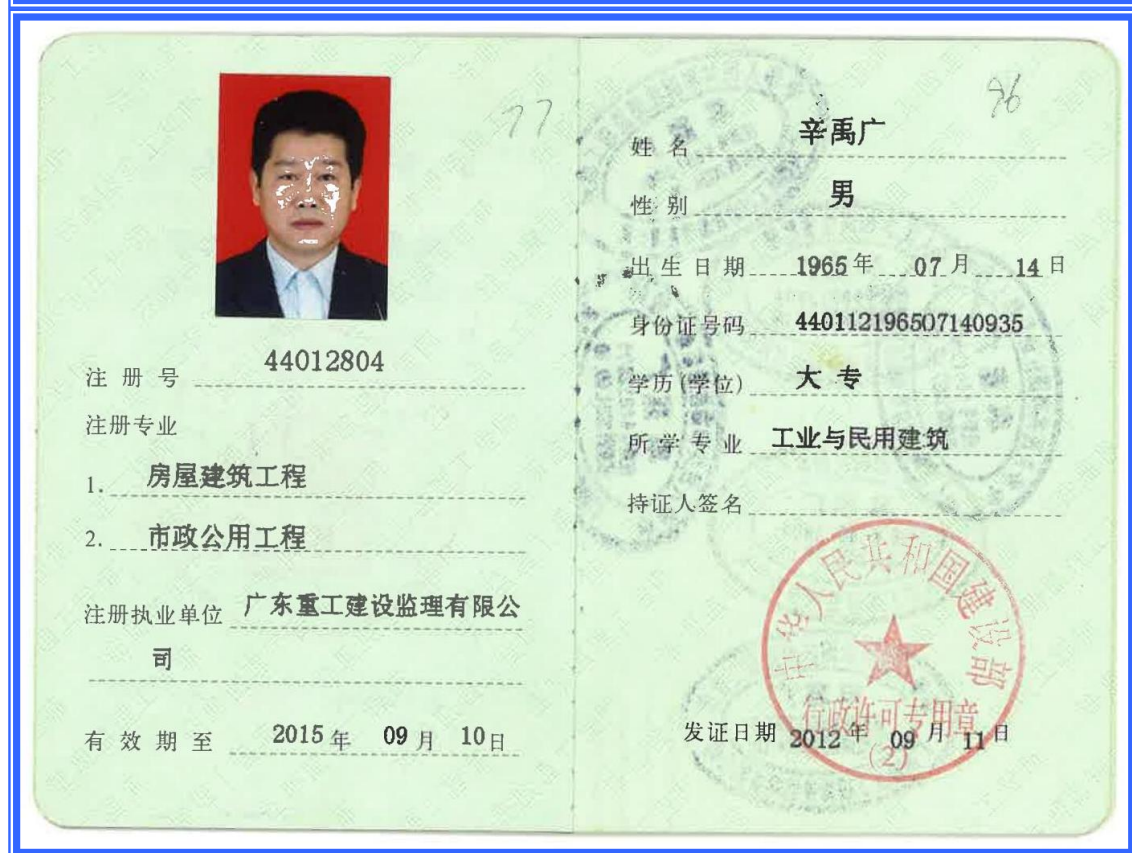 77
注 册 号 44012804
注册专业
1. 房屋建筑工程
2. 市政公用工程
注册执业单位 广东重工建设监理有限公
司
有 效 期 至 2015年 09月 10日
96
姓 名 辛禹广
性 别 男
出 生 日 期 1965年 07月 14日
身份证号码 440112196507140935
学历(学位) 大 专
所 学 专 业 工业与民用建筑
持证人签名
中华人民共和国建设部
行政许可专用章
(2)
发证日期 2012年 09月 11日